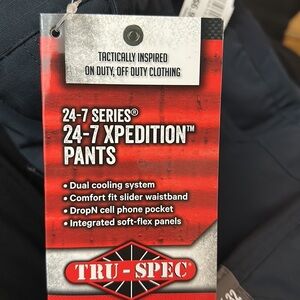 TACTICALLY INSPIRED
ON DUTY, OFF DUTY CLOTHING
24-7 SERIES®
24-7 XPEDITION™
PANTS
• Dual cooling system
• Comfort fit slider waistband
• DropN cell phone pocket
• Integrated soft-flex panels
TRU-SPEC®